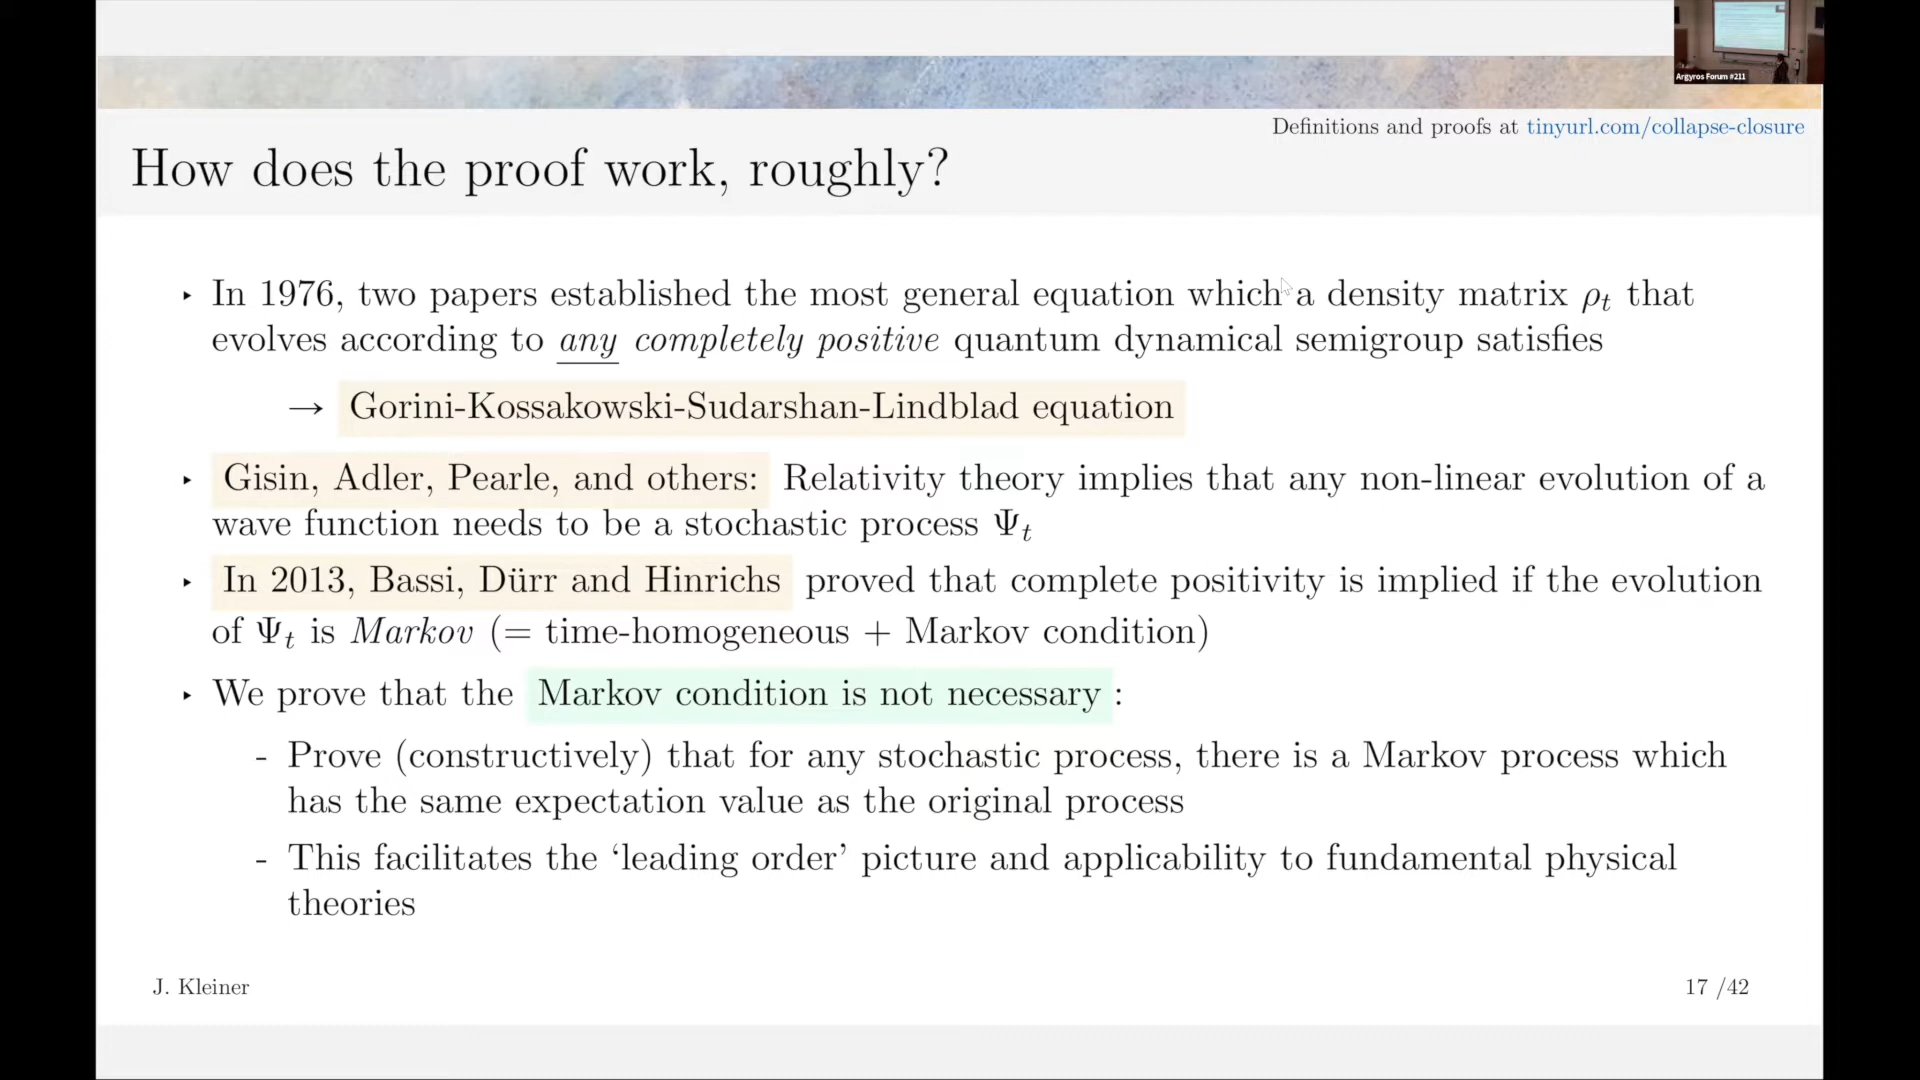 Argyros Forum #211
Definitions and proofs at tinyurl.com/collapse-closure
How does the proof work, roughly?
‣ In 1976, two papers established the most general equation which a density matrix ρₜ that
evolves according to any completely positive quantum dynamical semigroup satisfies
→ Gorini-Kossakowski-Sudarshan-Lindblad equation
‣ Gisin, Adler, Pearle, and others: Relativity theory implies that any non-linear evolution of a
wave function needs to be a stochastic process Ψₜ
‣ In 2013, Bassi, Dürr and Hinrichs proved that complete positivity is implied if the evolution
of Ψₜ is Markov (= time-homogeneous + Markov condition)
‣ We prove that the Markov condition is not necessary :
- Prove (constructively) that for any stochastic process, there is a Markov process which
has the same expectation value as the original process
- This facilitates the ‘leading order’ picture and applicability to fundamental physical
theories
J. Kleiner
17 /42